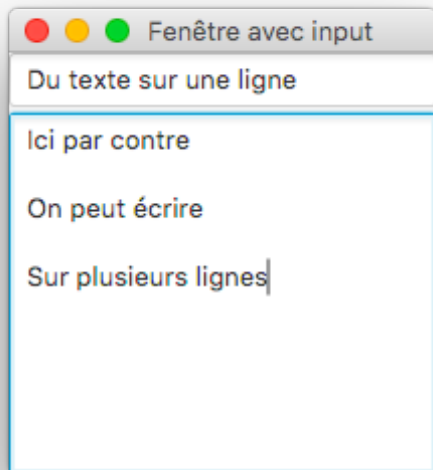 Fenêtre avec input
Du texte sur une ligne
Ici par contre
On peut écrire
Sur plusieurs lignes